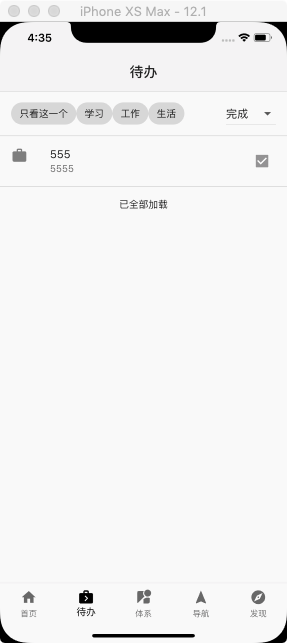 iPhone XS Max - 12.1
4:35
待办
只看这一个 学习 工作 生活 完成
555
5555
已全部加载
首页 待办 体系 导航 发现